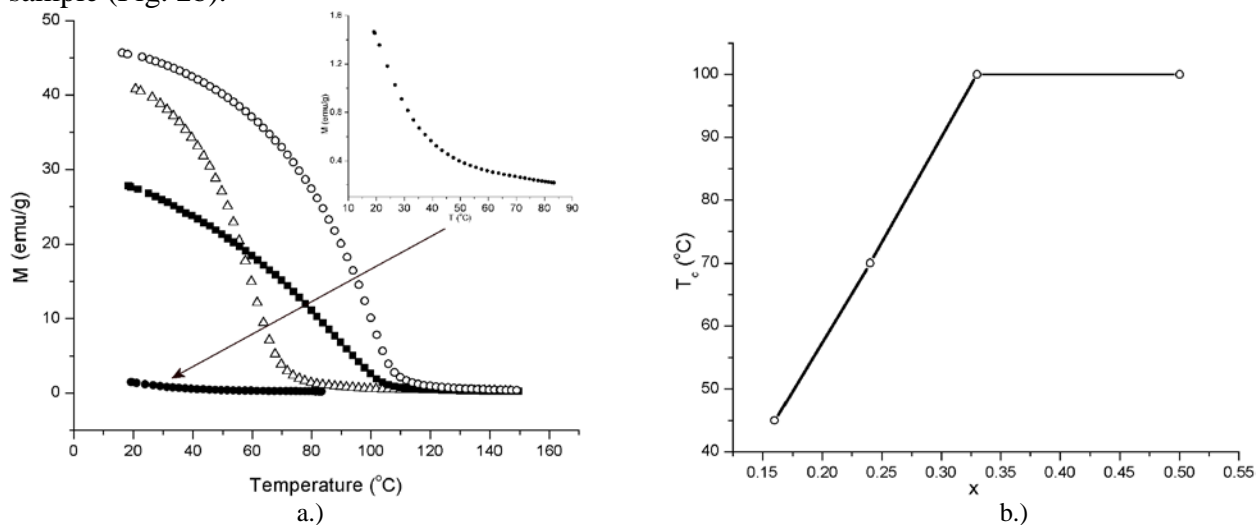 sample (Fig. 2b).
50
40
30
20
10
0
M (emu/g)
0 20 40 60 80 100 120 140 160
Temperature (°C)
1.6
1.2
0.8
0.4
M (emu/g)
10 20 30 40 50 60 70 80 90
T (°C)
a.)
100
90
80
70
60
50
40
Tc (°C)
0.15 0.20 0.25 0.30 0.35 0.40 0.45 0.50 0.55
x
b.)